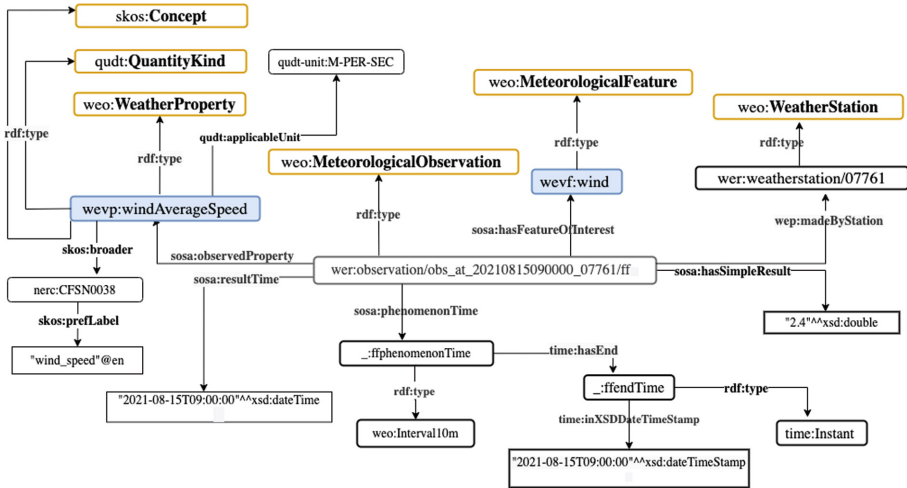 skos:Concept
qudt:QuantityKind
qudt-unit:M-PER-SEC
weo:MeteorologicalFeature
weo:WeatherProperty
weo:WeatherStation
rdf:type
qudt:applicableUnit
rdf:type
rdf:type
rdf:type
weo:MeteorologicalObservation
wevf:wind
wer:weatherstation/07761
wevp:windAverageSpeed
rdf:type
wep:madeByStation
sosa:hasFeatureOfInterest
skos:broader
sosa:observedProperty
wer:observation/obs_at_20210815090000_07761/ff
sosa:hasSimpleResult
sosa:resultTime
nerc:CFSN0038
sosa:phenomenonTime
skos:prefLabel
"2.4"^^xsd:double
"wind_speed"@en
_:ffphenomenonTime
time:hasEnd
rdf:type
_:ffendTime
rdf:type
"2021-08-15T09:00:00"^^xsd:dateTime
time:inXSDDateTimeStamp
weo:Interval10m
time:Instant
"2021-08-15T09:00:00"^^xsd:dateTimeStamp